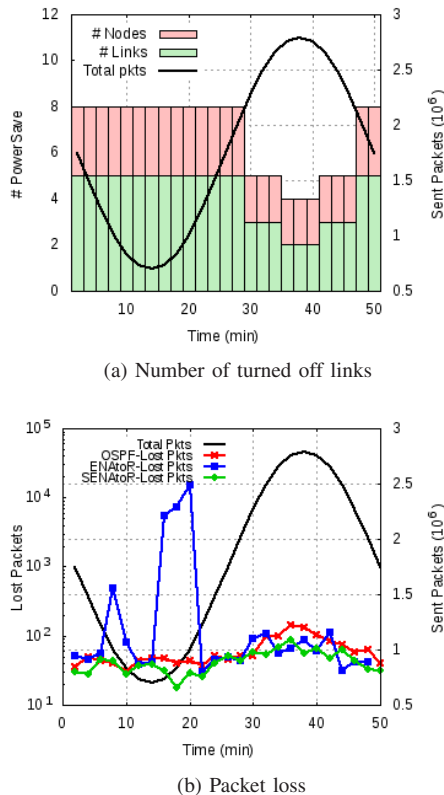 # Nodes
# Links
Total pkts
12
10
8
6
4
2
0
# PowerSave
3
2.5
2
1.5
1
0.5
Sent Packets (10^6)
10 20 30 40 50
Time (min)
(a) Number of turned off links
Total Pkts
OSPF-Lost Pkts
ENAtoR-Lost Pkts
SENAtoR-Lost Pkts
10^5
10^4
10^3
10^2
10^1
Lost Packets
3
2.5
2
1.5
1
0.5
Sent Packets (10^6)
0 10 20 30 40 50
Time (min)
(b) Packet loss